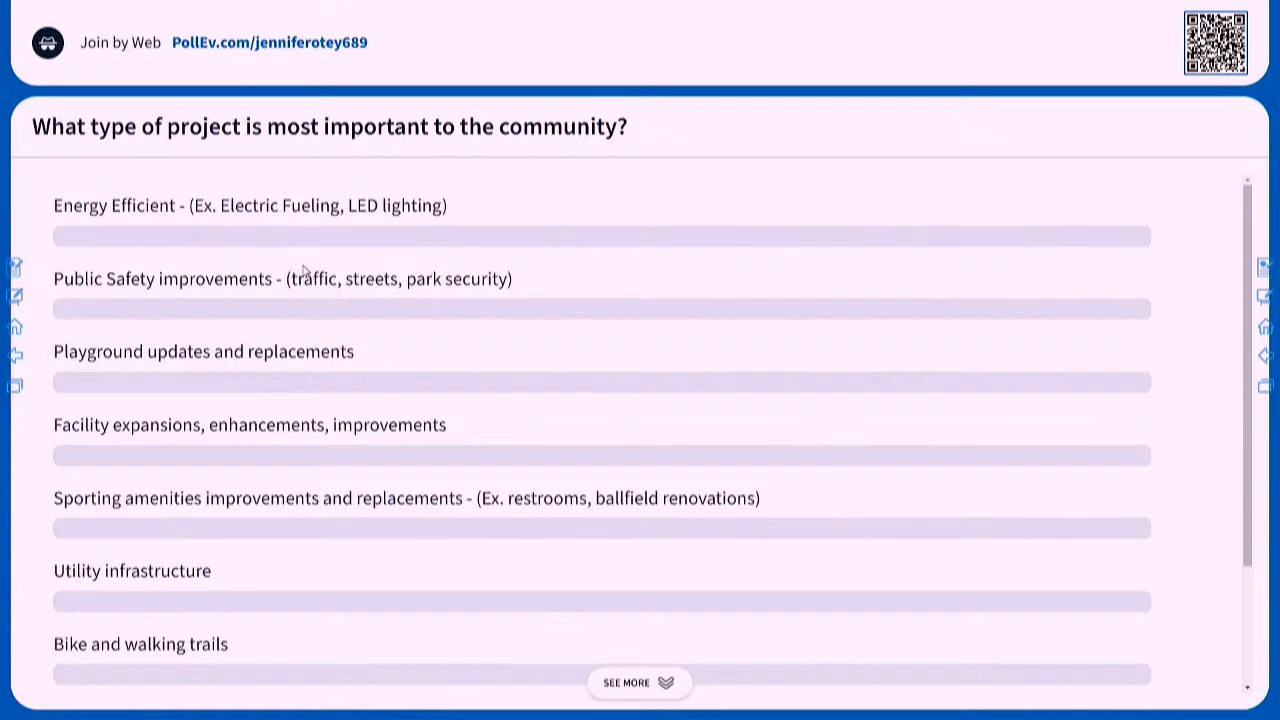 Join by Web PollEv.com/jenniferotey689
What type of project is most important to the community?
Energy Efficient - (Ex. Electric Fueling, LED lighting)
Public Safety improvements - (traffic, streets, park security)
Playground updates and replacements
Facility expansions, enhancements, improvements
Sporting amenities improvements and replacements - (Ex. restrooms, ballfield renovations)
Utility infrastructure
Bike and walking trails
SEE MORE